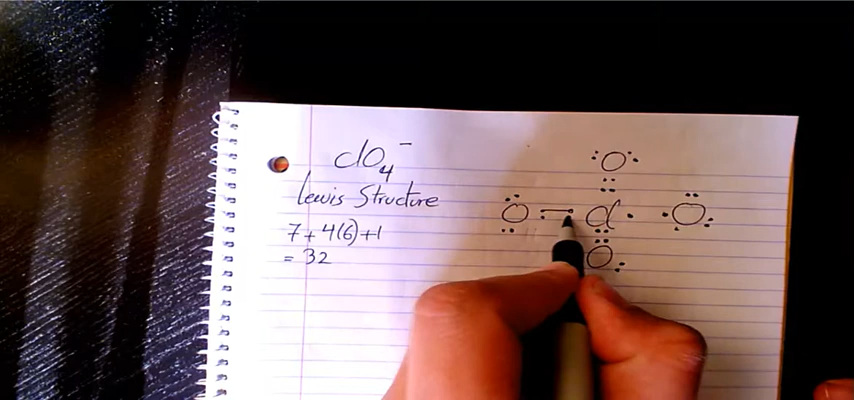 ClO4-
Lewis Structure
7+4(6)+1
= 32
O
O = Cl O
O